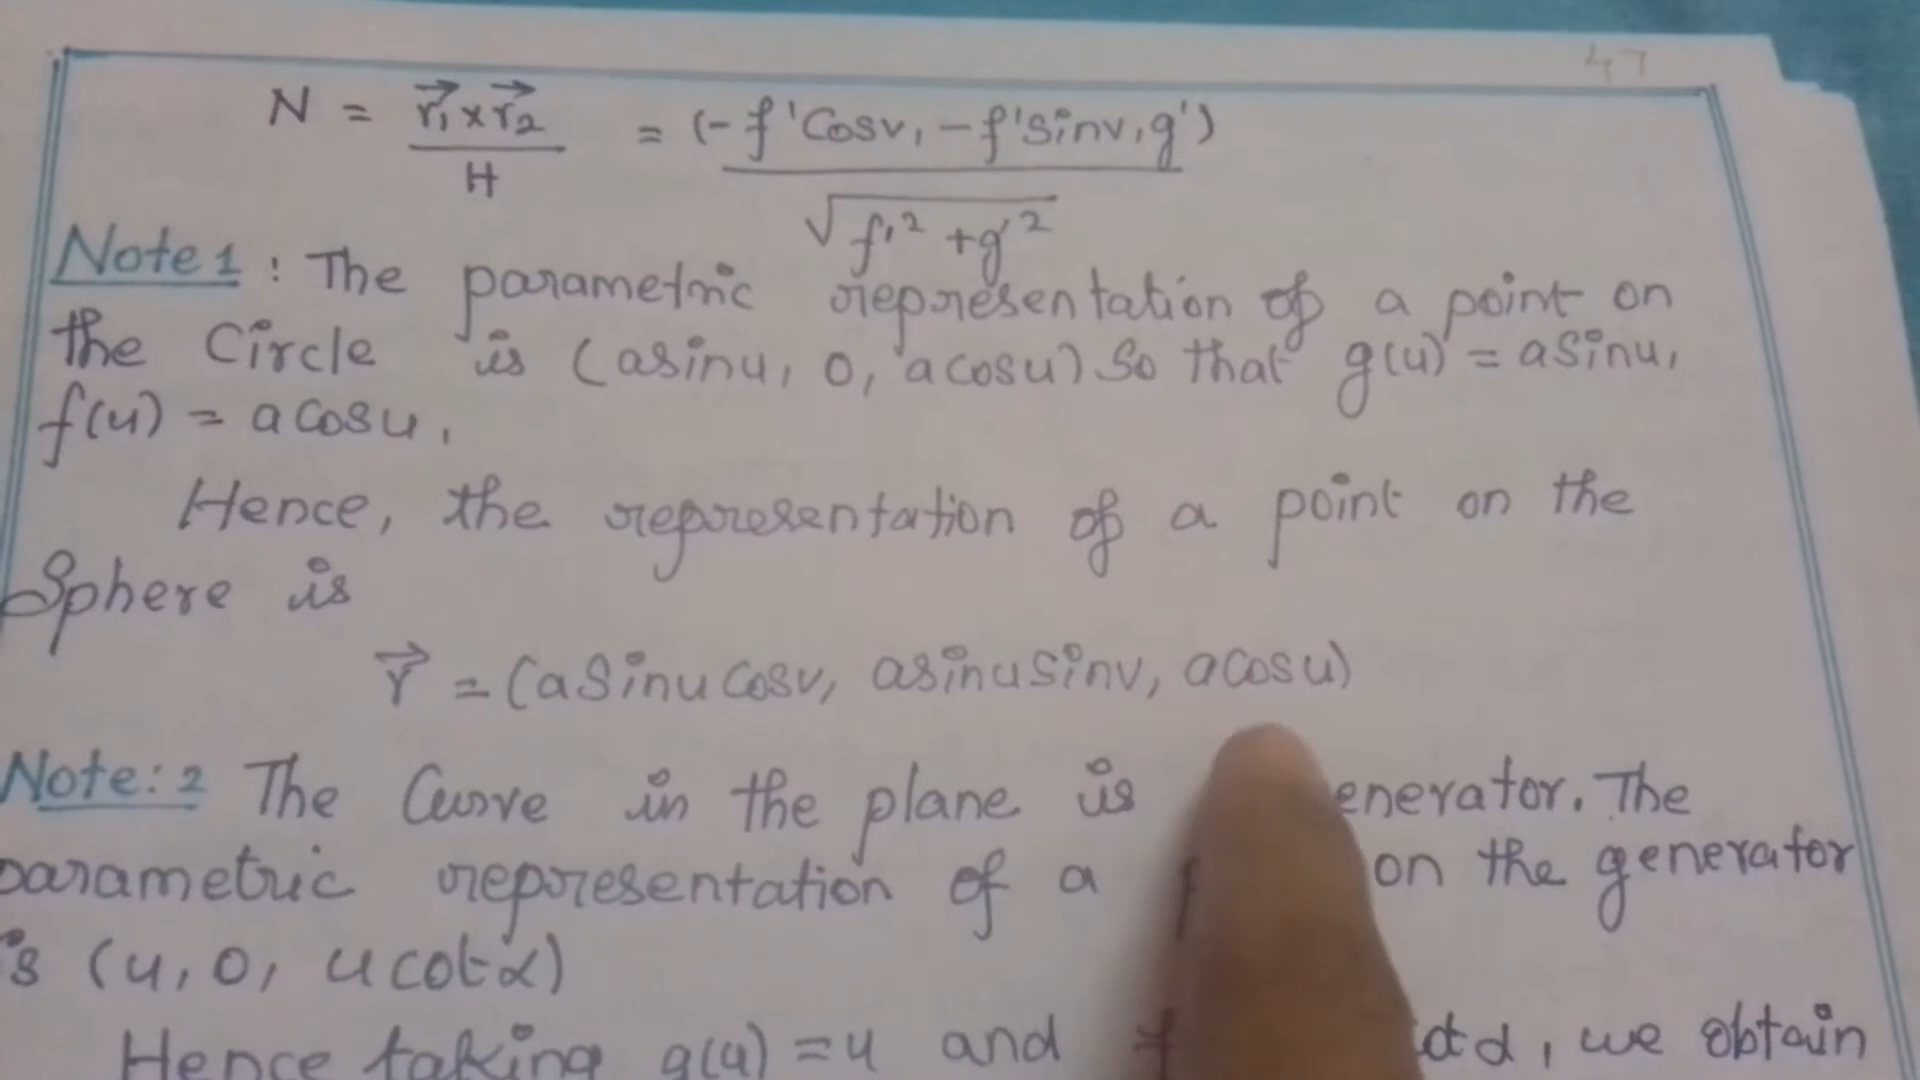 47
N = r⃗₁ × r⃗₂ / H = (-f'Cosv, -f'sinv, g') / √f'² + g'²
Note 1 : The parametric representation of a point on
the Circle is (asinu, 0, acosu) So that g(u) = asinu,
f(u) = acosu,
Hence, the representation of a point on the
Sphere is
r⃗ = (aSinu cosv, asinusinv, acosu)
Note: 2 The Curve in the plane is enerator. The
parametric representation of a on the generator
is (u, 0, u cotα)
Hence taking g(u) = u and we obtain